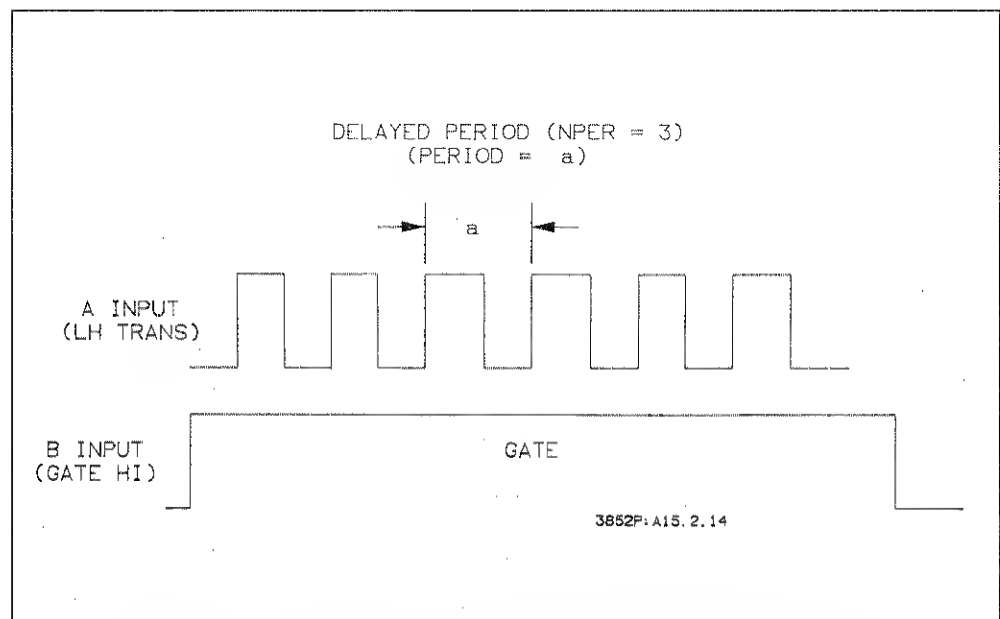 DELAYED PERIOD (NPER = 3)
(PERIOD = a)
a
A INPUT
(LH TRANS)
B INPUT
(GATE HI)
GATE
3852P:A15.2.14